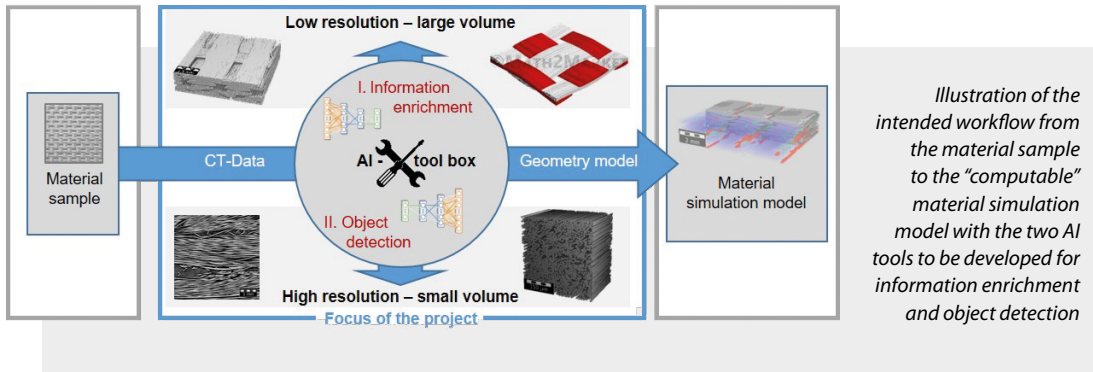 Low resolution – large volume
©MATH2MARKET
I. Information
enrichment
CT-Data
AI -
tool box
Geometry model
Material
sample
Material
simulation model
II. Object
detection
High resolution – small volume
Focus of the project
Illustration of the
intended workflow from
the material sample
to the “computable”
material simulation
model with the two AI
tools to be developed for
information enrichment
and object detection